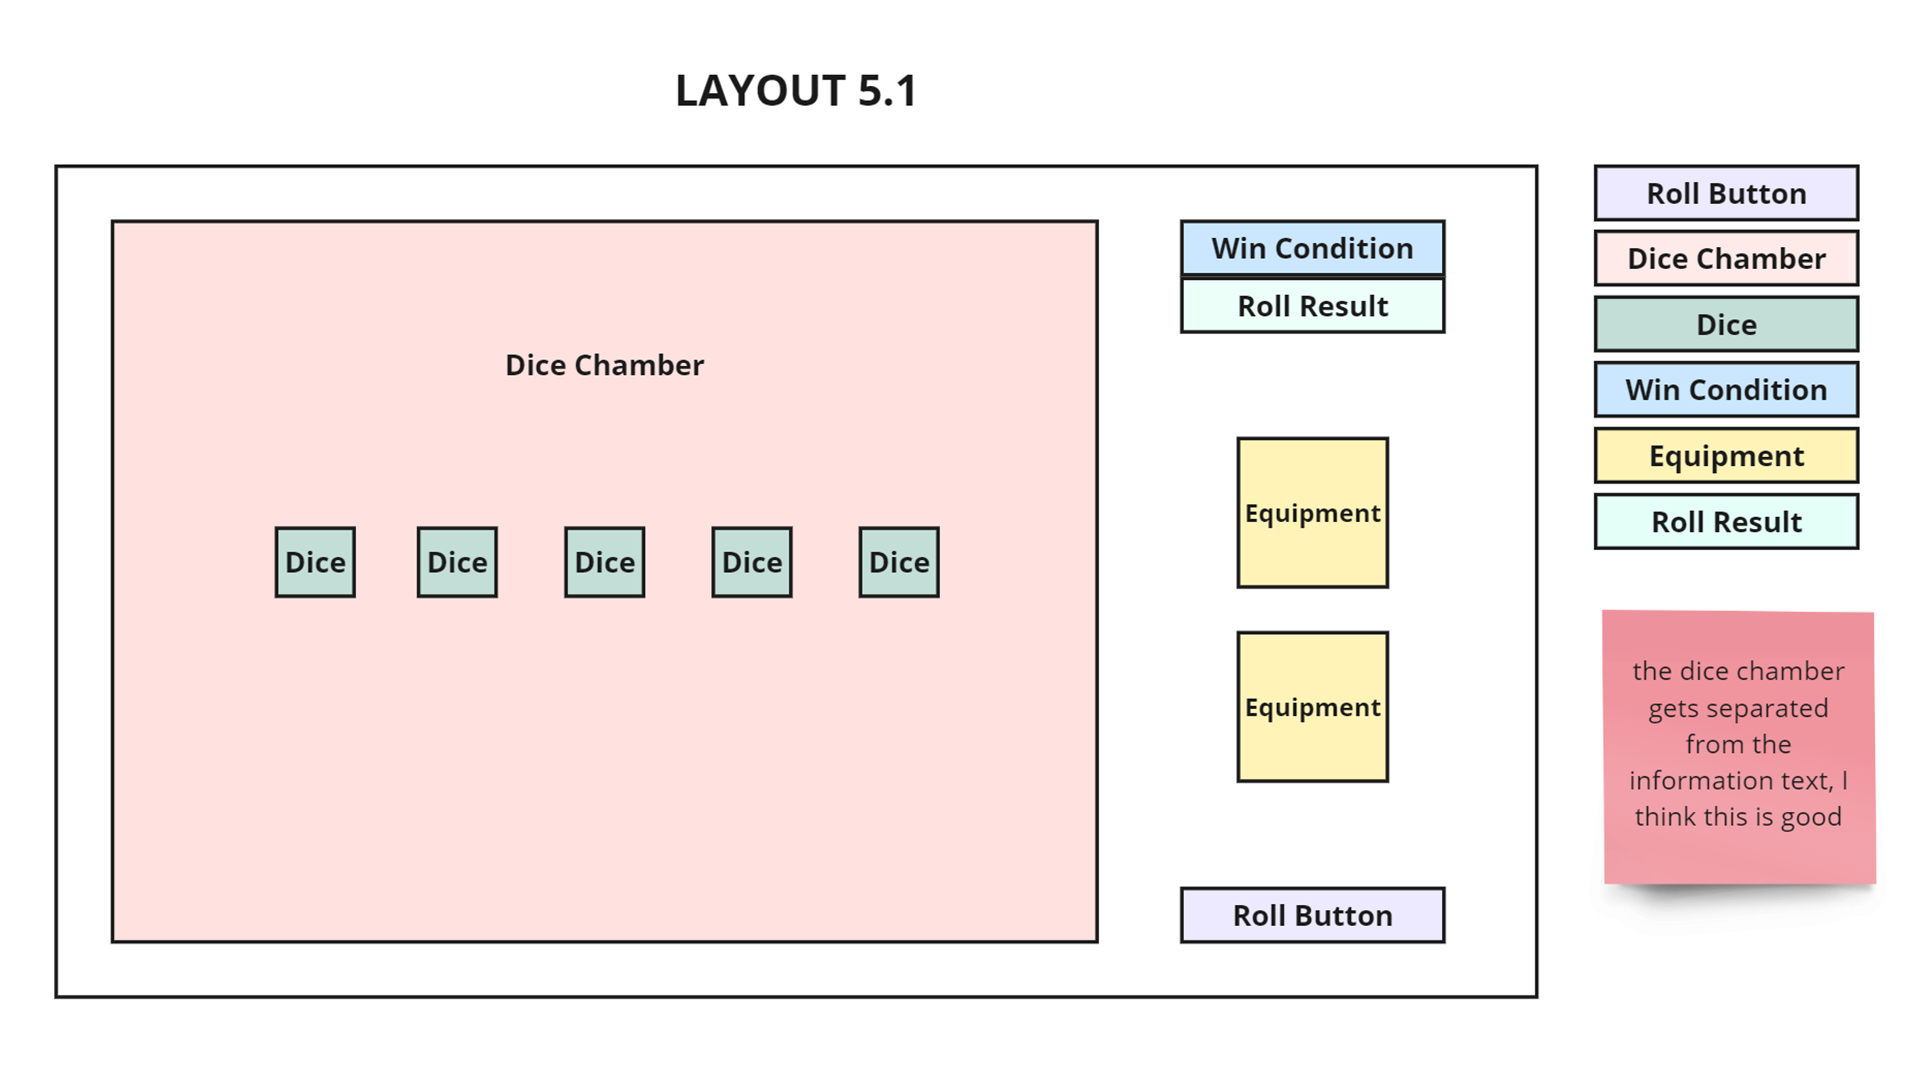 LAYOUT 5.1
Dice Chamber
Dice Dice Dice Dice Dice
Win Condition
Roll Result
Equipment
Equipment
Roll Button
Roll Button
Dice Chamber
Dice
Win Condition
Equipment
Roll Result
the dice chamber
gets separated
from the
information text, I
think this is good